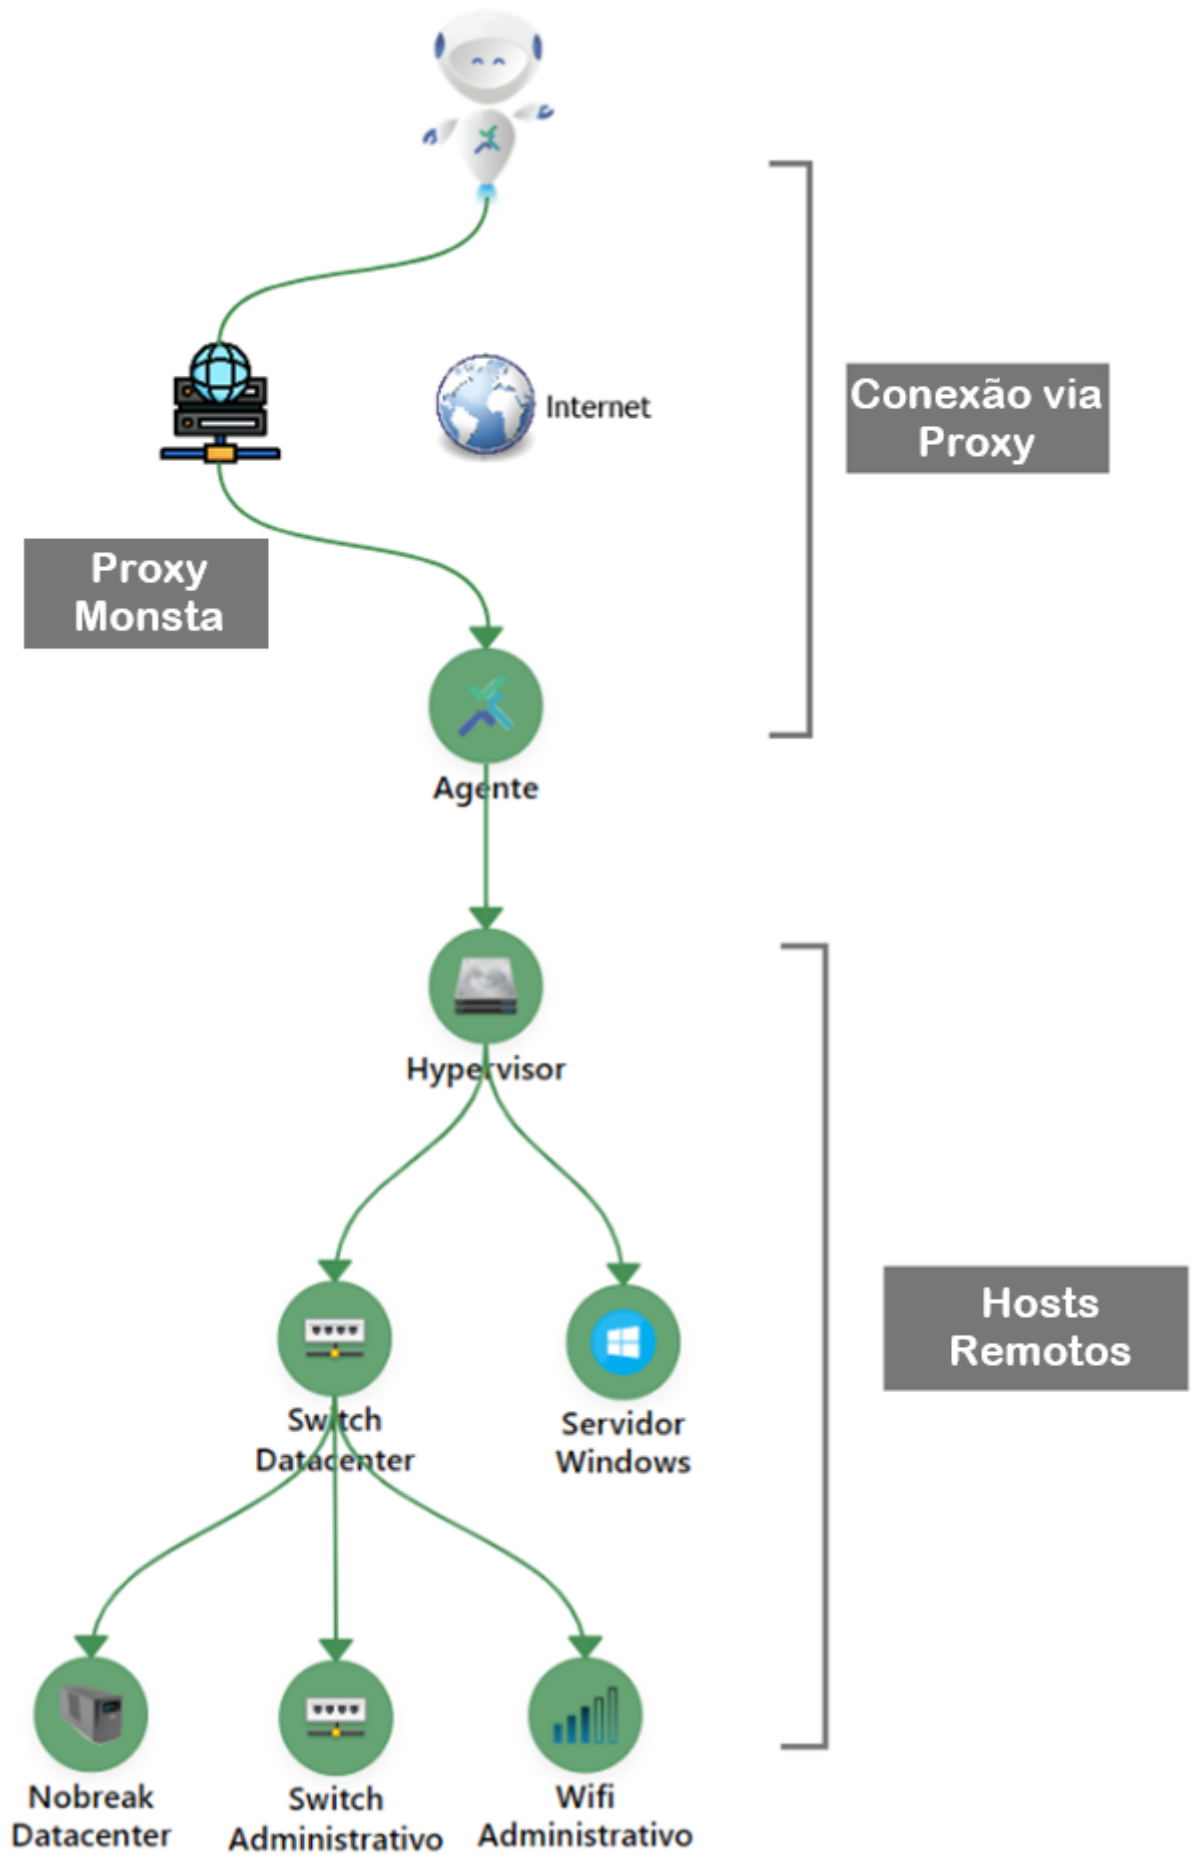 Internet
Conexão via
Proxy
Proxy
Monsta
Agente
Hypervisor
Switch
Datacenter
Servidor
Windows
Hosts
Remotos
Nobreak
Datacenter
Switch
Administrativo
Wifi
Administrativo